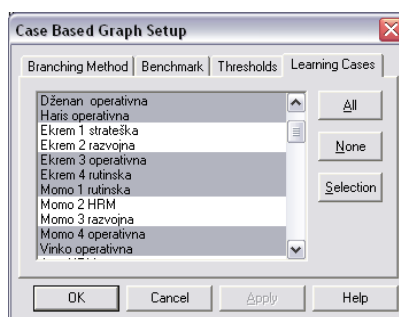 Case Based Graph Setup
Branching Method
Benchmark
Thresholds
Learning Cases
Dženan operativna
Haris operativna
Ekrem 1 strateška
Ekrem 2 razvojna
Ekrem 3 operativna
Ekrem 4 rutinska
Momo 1 rutinska
Momo 2 HRM
Momo 3 razvojna
Momo 4 operativna
Vinko operativna
All
None
Selection
OK
Cancel
Apply
Help